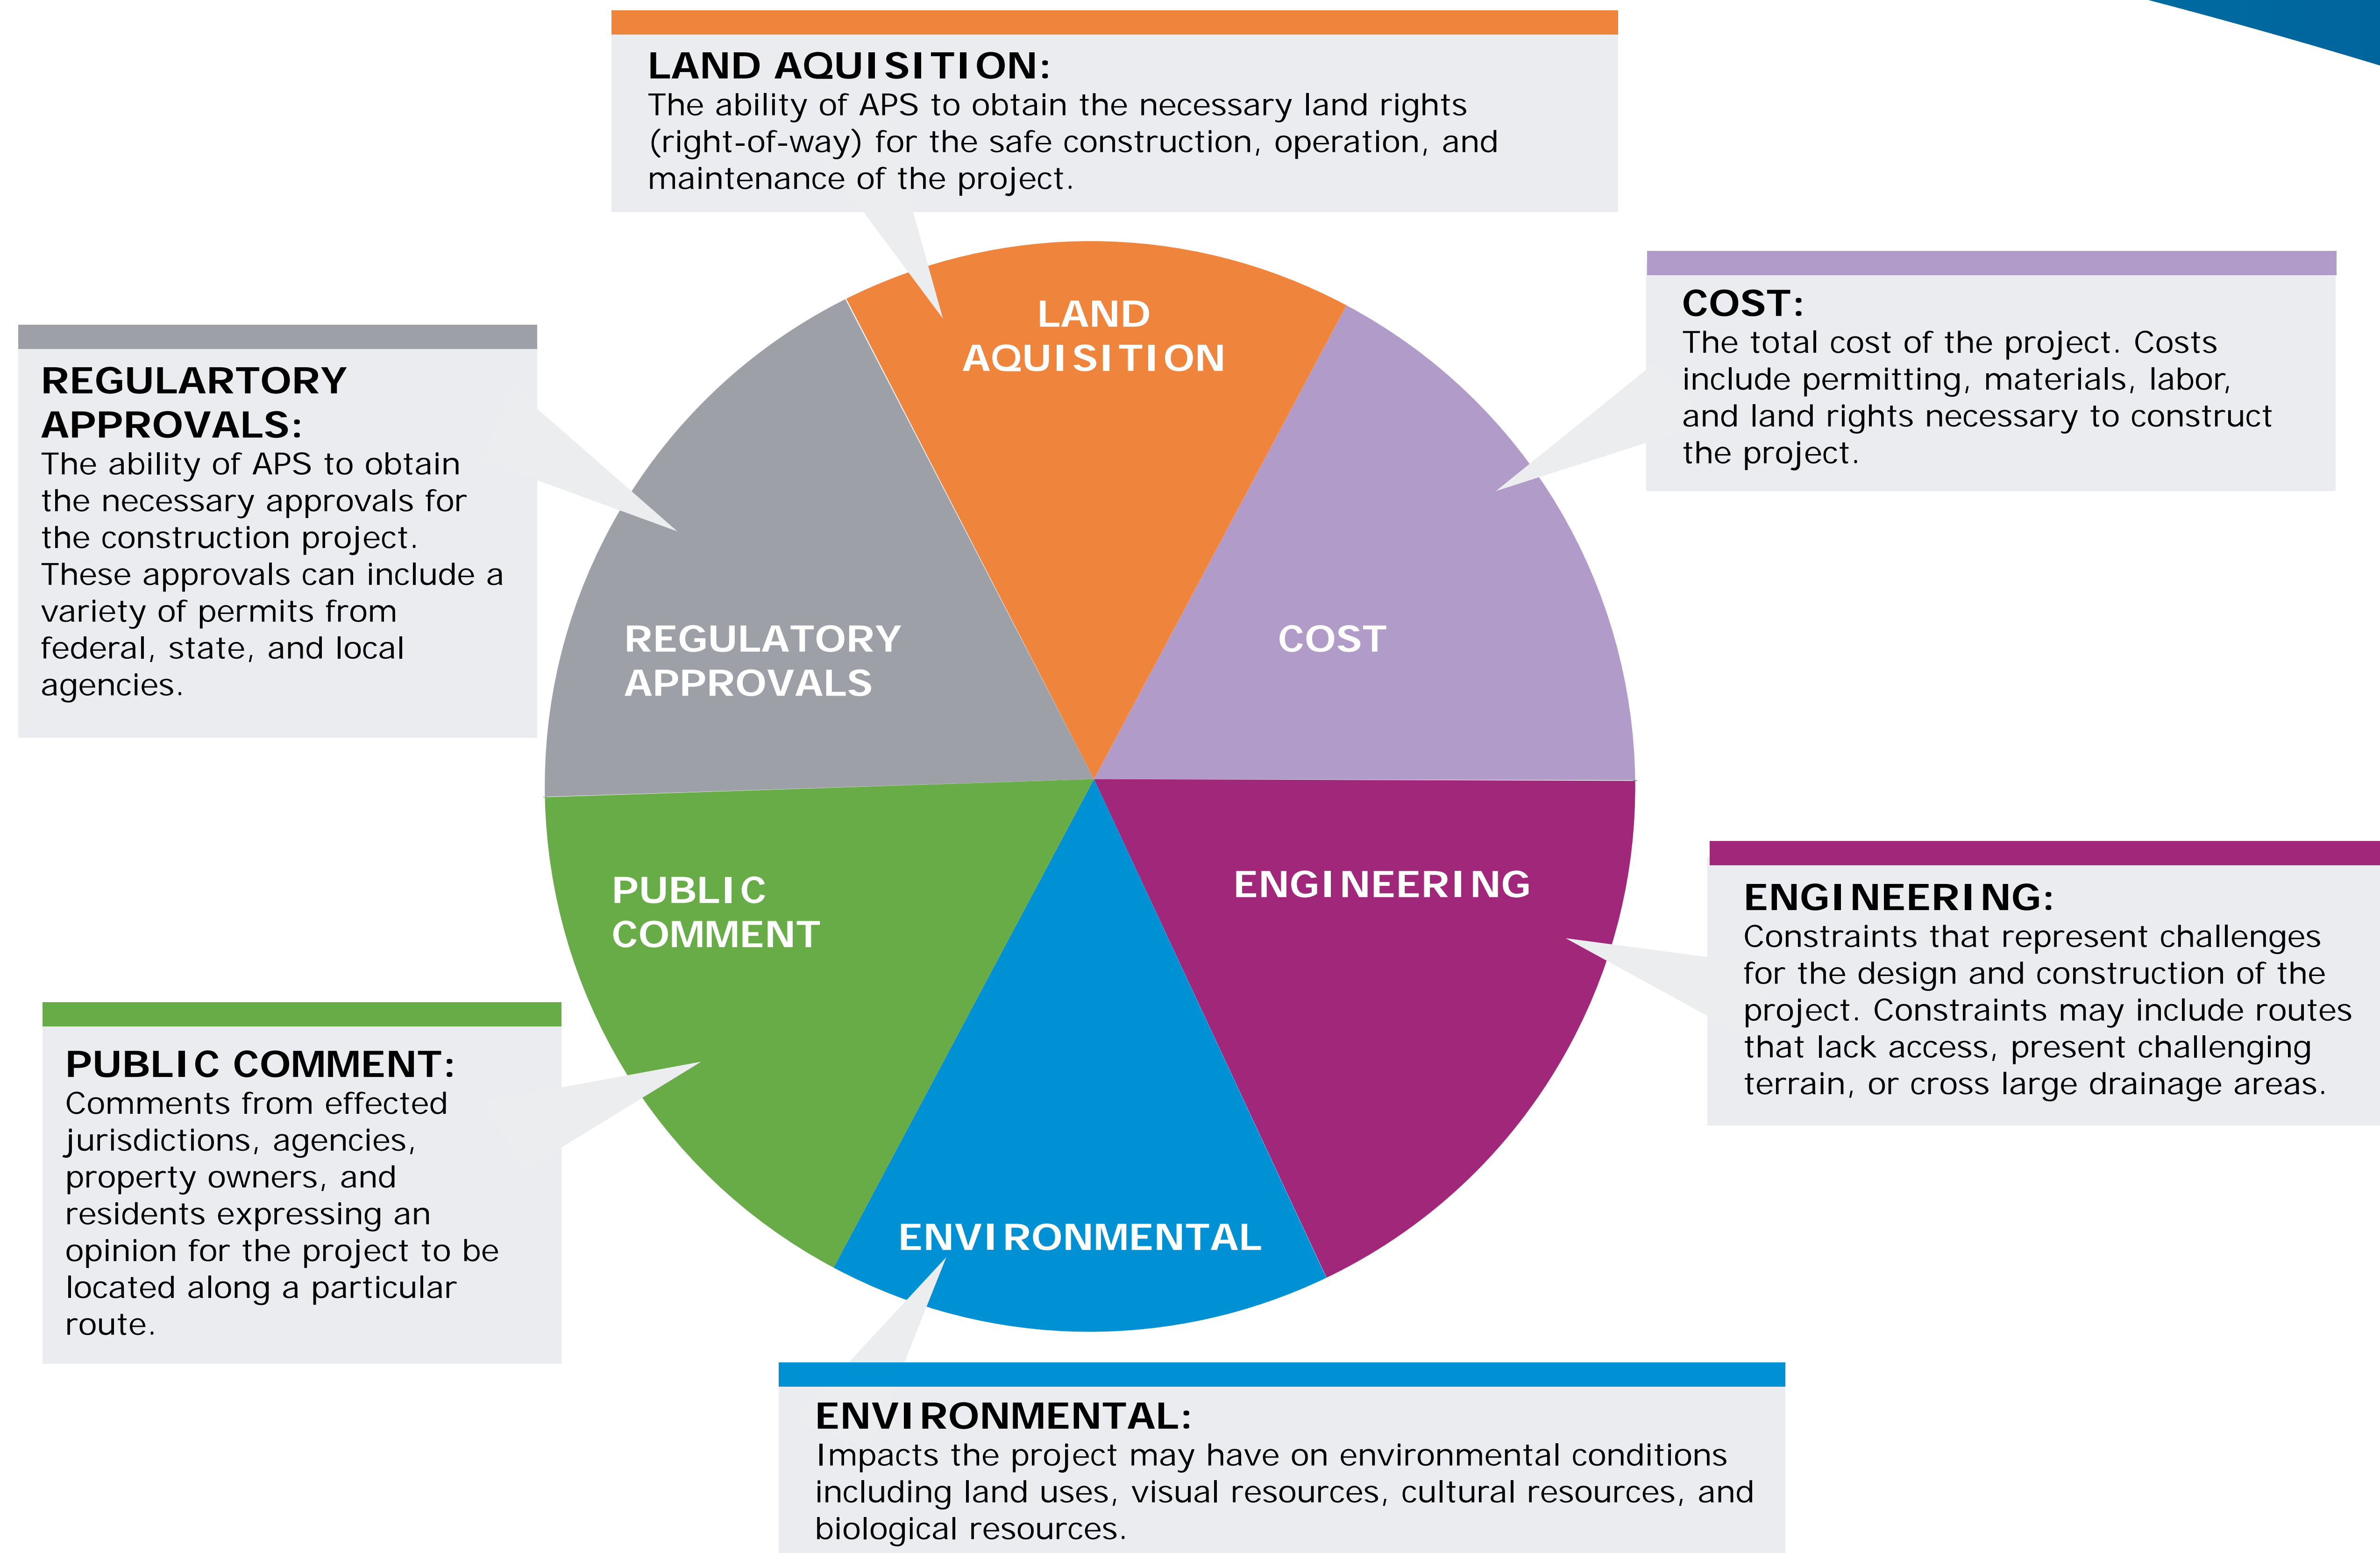 LAND AQUISITION:
The ability of APS to obtain the necessary land rights
(right-of-way) for the safe construction, operation, and
maintenance of the project.
COST:
The total cost of the project. Costs
include permitting, materials, labor,
and land rights necessary to construct
the project.
REGULARTORY
APPROVALS:
The ability of APS to obtain
the necessary approvals for
the construction project.
These approvals can include a
variety of permits from
federal, state, and local
agencies.
LAND
AQUISITION
REGULATORY
APPROVALS
COST
PUBLIC
COMMENT
ENGINEERING
ENVIRONMENTAL
ENGINEERING:
Constraints that represent challenges
for the design and construction of the
project. Constraints may include routes
that lack access, present challenging
terrain, or cross large drainage areas.
PUBLIC COMMENT:
Comments from effected
jurisdictions, agencies,
property owners, and
residents expressing an
opinion for the project to be
located along a particular
route.
ENVIRONMENTAL:
Impacts the project may have on environmental conditions
including land uses, visual resources, cultural resources, and
biological resources.